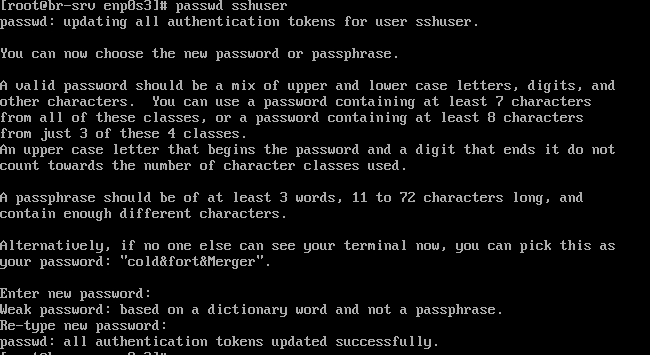 [root@br-srv enp0s3]# passwd sshuser
passwd: updating all authentication tokens for user sshuser.
You can now choose the new password or passphrase.
A valid password should be a mix of upper and lower case letters, digits, and
other characters.  You can use a password containing at least 7 characters
from all of these classes, or a password containing at least 8 characters
from just 3 of these 4 classes.
An upper case letter that begins the password and a digit that ends it do not
count towards the number of character classes used.
A passphrase should be of at least 3 words, 11 to 72 characters long, and
contain enough different characters.
Alternatively, if no one else can see your terminal now, you can pick this as
your password: "cold&fort&Merger".
Enter new password:
Weak password: based on a dictionary word and not a passphrase.
Re-type new password:
passwd: all authentication tokens updated successfully.